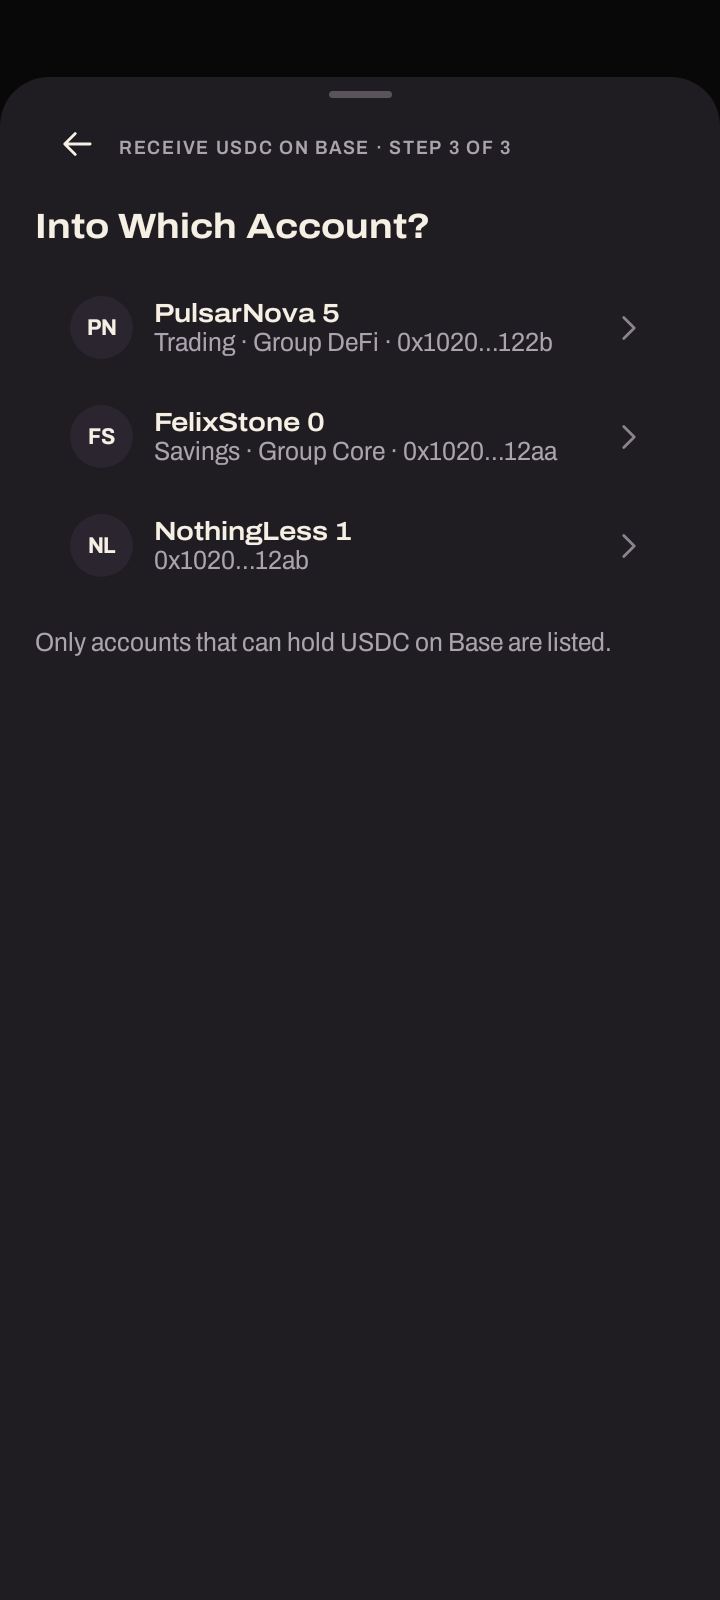 RECEIVE USDC ON BASE · STEP 3 OF 3
Into Which Account?
PN
PulsarNova 5
Trading · Group DeFi · 0x1020...122b
FS
FelixStone 0
Savings · Group Core · 0x1020...12aa
NL
NothingLess 1
0x1020...12ab
Only accounts that can hold USDC on Base are listed.